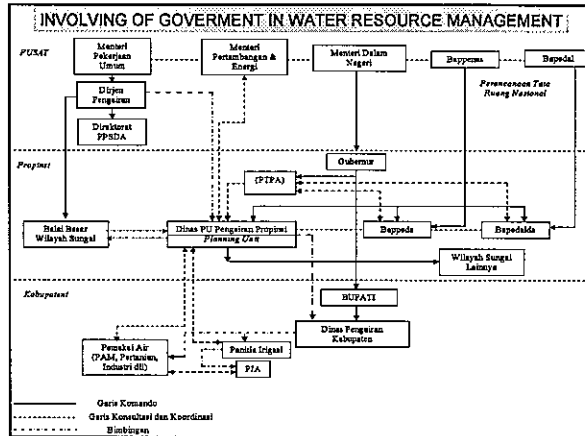 INVOLVING OF GOVERMENT IN WATER RESOURCE MANAGEMENT
PUSAT
Menteri
Pekerjaan
Umum
Menteri
Pertambangan &
Energi
Menteri Dalam
Negeri
Bappenas
Bapedal
Perencanaan Tata
Ruang Nasional
Dirjen
Pengairan
Direktorat
PPSDA
Gubernur
Propinsi
(PTPA)
Balai Besar
Wilayah Sungai
Dinas PU Pengairan Propinsi
Planning Unit
Bappeda
Bapedalda
Wilayah Sungai
Lainnya
Kabupaten
BUPATI
Dinas Pengairan
Kabupaten
Pemakai Air
(PAM, Pertanian,
Industri dll)
Panitia Irigasi
Garis Komando
Garis Konsultasi dan Koordinasi
Bimbingan